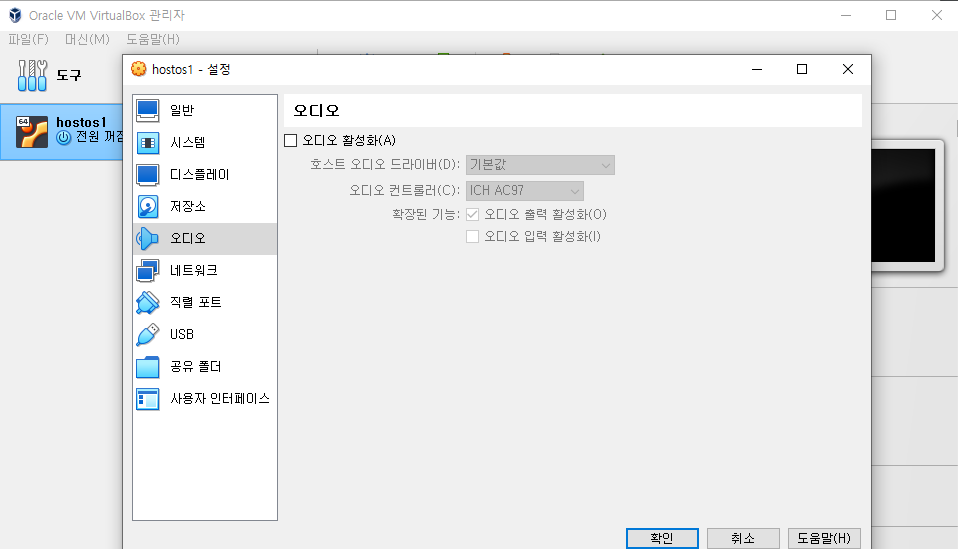 Oracle VM VirtualBox 관리자
파일(F) 머신(M) 도움말(H)
도구
hostos1 - 설정
64
hostos1
전원 꺼짐
일반
시스템
디스플레이
저장소
오디오
네트워크
직렬 포트
USB
공유 폴더
사용자 인터페이스
오디오
오디오 활성화(A)
호스트 오디오 드라이버(D): 기본값
오디오 컨트롤러(C): ICH AC97
확장된 기능: 오디오 출력 활성화(O)
오디오 입력 활성화(I)
확인 취소 도움말(H)